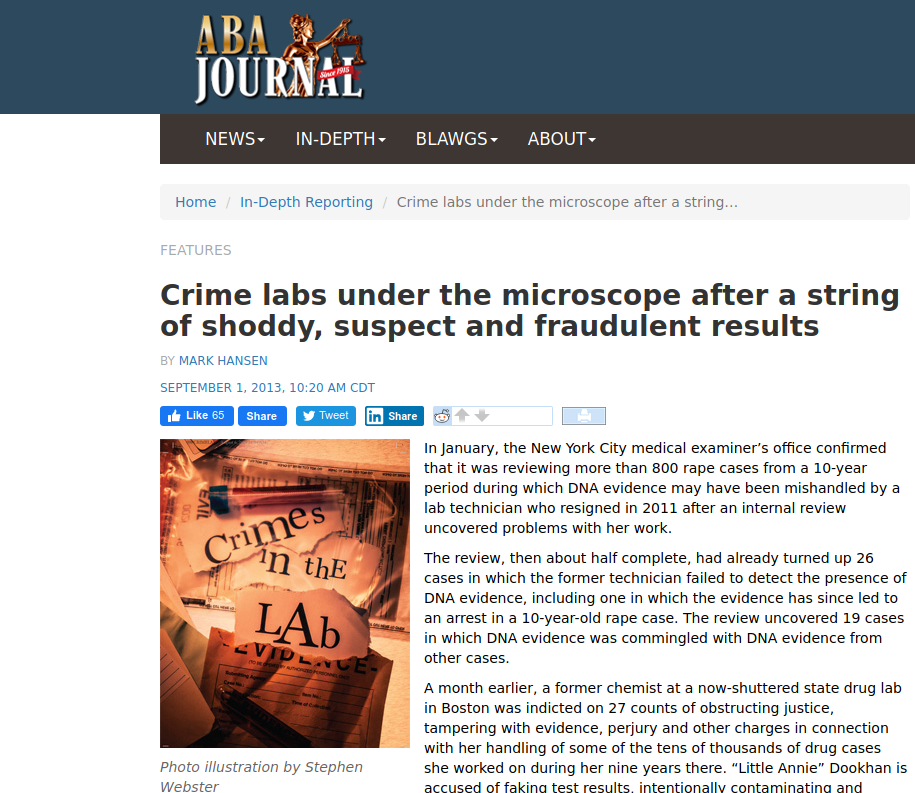 ABA
JOURNAL
Since 1915
NEWS
IN-DEPTH
BLAWGS
ABOUT
Home / In-Depth Reporting / Crime labs under the microscope after a string...
FEATURES
Crime labs under the microscope after a string
of shoddy, suspect and fraudulent results
BY MARK HANSEN
SEPTEMBER 1, 2013, 10:20 AM CDT
Like 65
Share
Tweet
Share
Crimes
in thE
LAb
EVIDENCE
Photo illustration by Stephen
Webster
In January, the New York City medical examiner’s office confirmed
that it was reviewing more than 800 rape cases from a 10-year
period during which DNA evidence may have been mishandled by a
lab technician who resigned in 2011 after an internal review
uncovered problems with her work.
The review, then about half complete, had already turned up 26
cases in which the former technician failed to detect the presence of
DNA evidence, including one in which the evidence has since led to
an arrest in a 10-year-old rape case. The review uncovered 19 cases
in which DNA evidence was commingled with DNA evidence from
other cases.
A month earlier, a former chemist at a now-shuttered state drug lab
in Boston was indicted on 27 counts of obstructing justice,
tampering with evidence, perjury and other charges in connection
with her handling of some of the tens of thousands of drug cases
she worked on during her nine years there. “Little Annie” Dookhan is
accused of faking test results, intentionally contaminating and